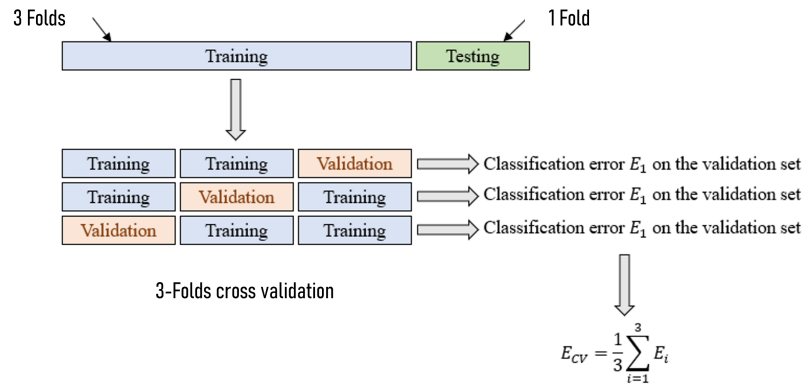 3 Folds
1 Fold
Training
Testing
Training Training Validation Classification error E₁ on the validation set
Training Validation Training Classification error E₁ on the validation set
Validation Training Training Classification error E₁ on the validation set
3-Folds cross validation
E_CV = 1/3 ∑_{i=1}^{3} E_i